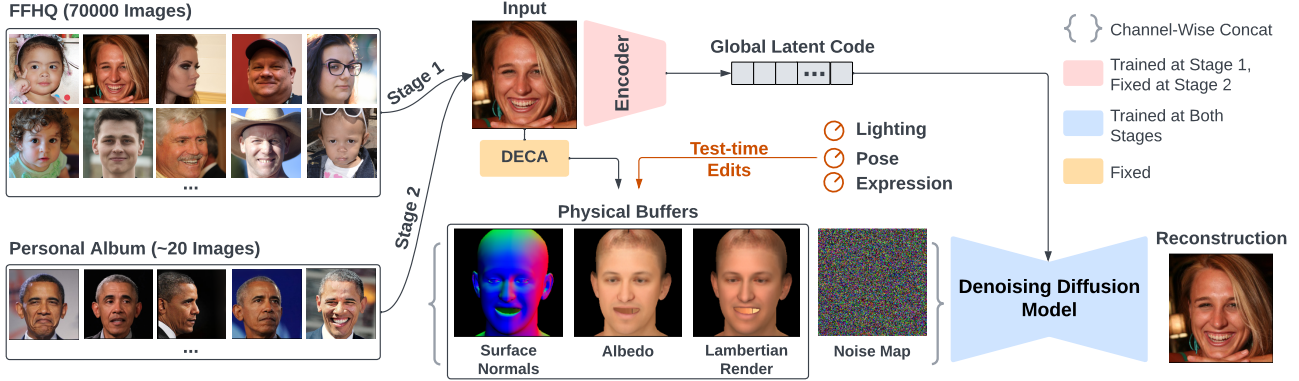 FFHQ (70000 Images)
...
Stage 1
Stage 2
Personal Album (~20 Images)
...
Input
Encoder
Global Latent Code
...
DECA
Test-time
Edits
Lighting
Pose
Expression
Physical Buffers
Surface
Normals
Albedo
Lambertian
Render
Noise Map
Denoising Diffusion
Model
Reconstruction
{ } Channel-Wise Concat
Trained at Stage 1,
Fixed at Stage 2
Trained at Both
Stages
Fixed